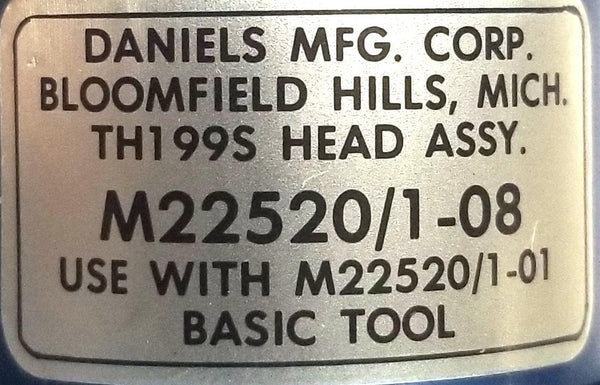 DANIELS MFG. CORP.
BLOOMFIELD HILLS, MICH.
TH199S HEAD ASSY.
M22520/1-08
USE WITH M22520/1-01
BASIC TOOL